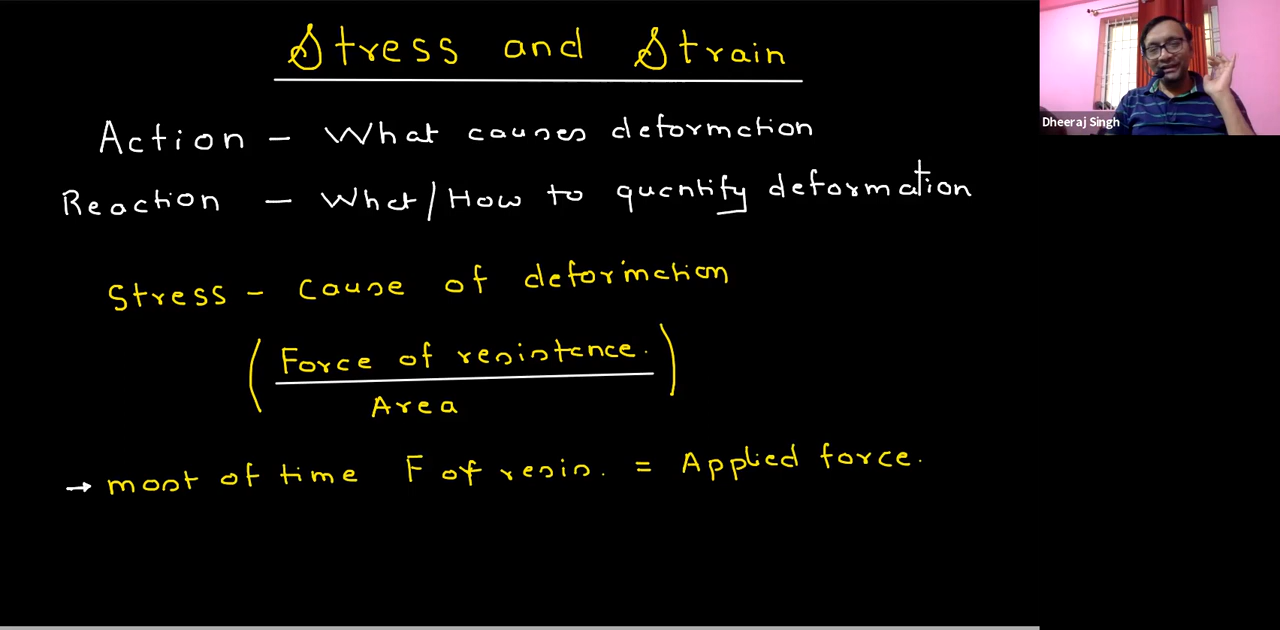 Stress and Strain
Dheeraj Singh
Action - What causes deformation
Reaction - What/How to quantify deformation
Stress - cause of deformation
(Force of resistance.
Area)
→ most of time F of resis. = Applied force.